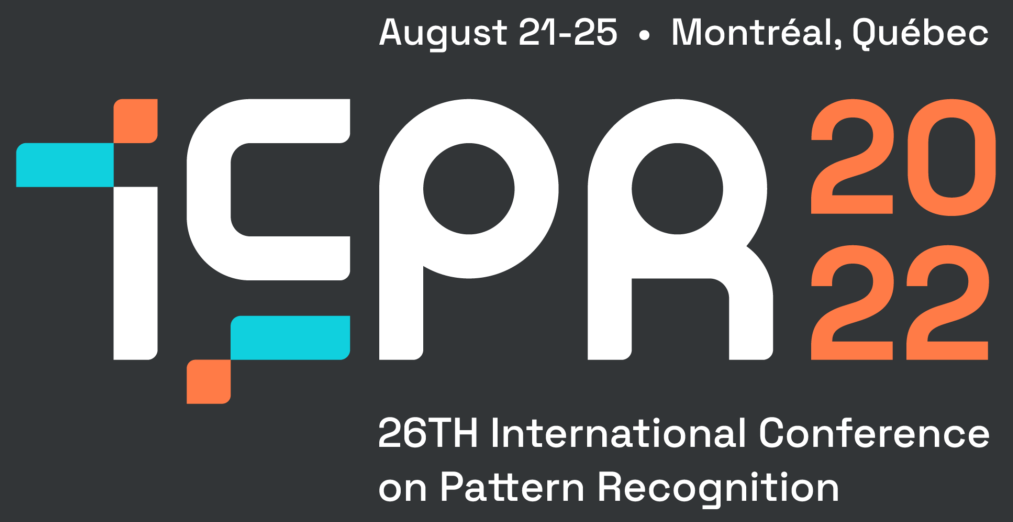 August 21-25 • Montréal, Québec
iCPR 20
22
26TH International Conference
on Pattern Recognition